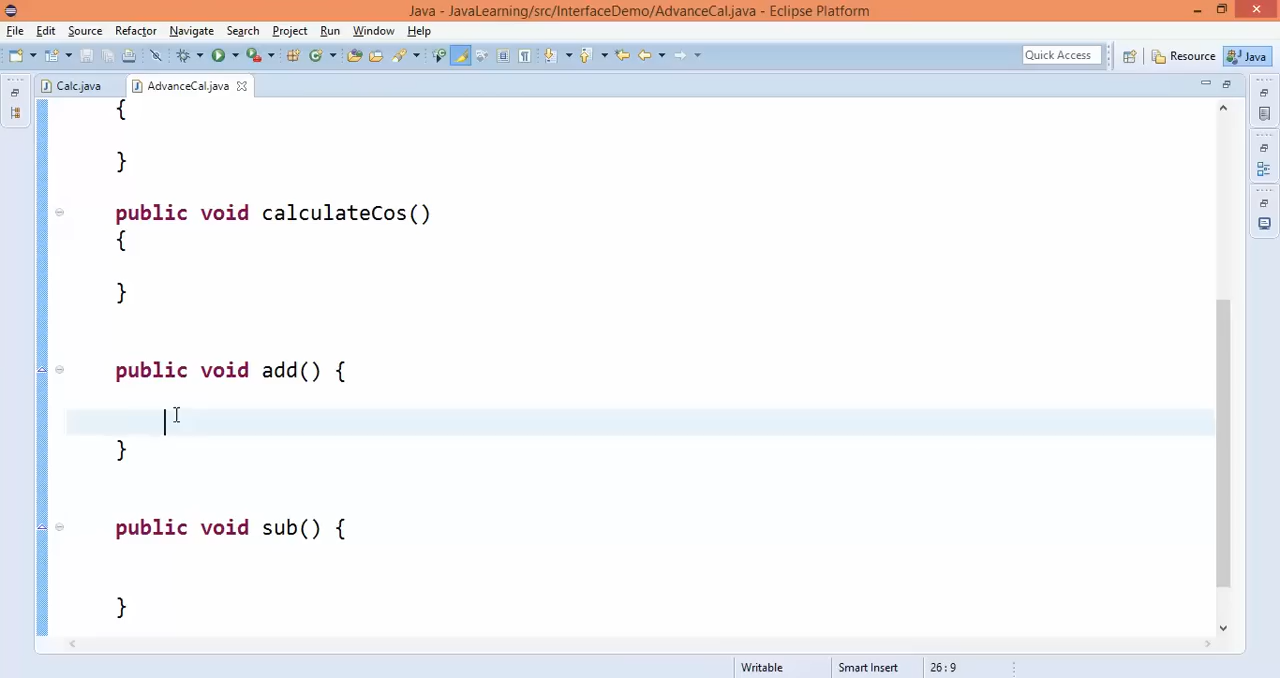 Java - JavaLearning/src/InterfaceDemo/AdvanceCal.java - Eclipse Platform
File Edit Source Refactor Navigate Search Project Run Window Help
Quick Access Resource Java
Calc.java AdvanceCal.java
{
}
public void calculateCos()
{
}
public void add() {
}
public void sub() {
}
Writable Smart Insert 26 : 9